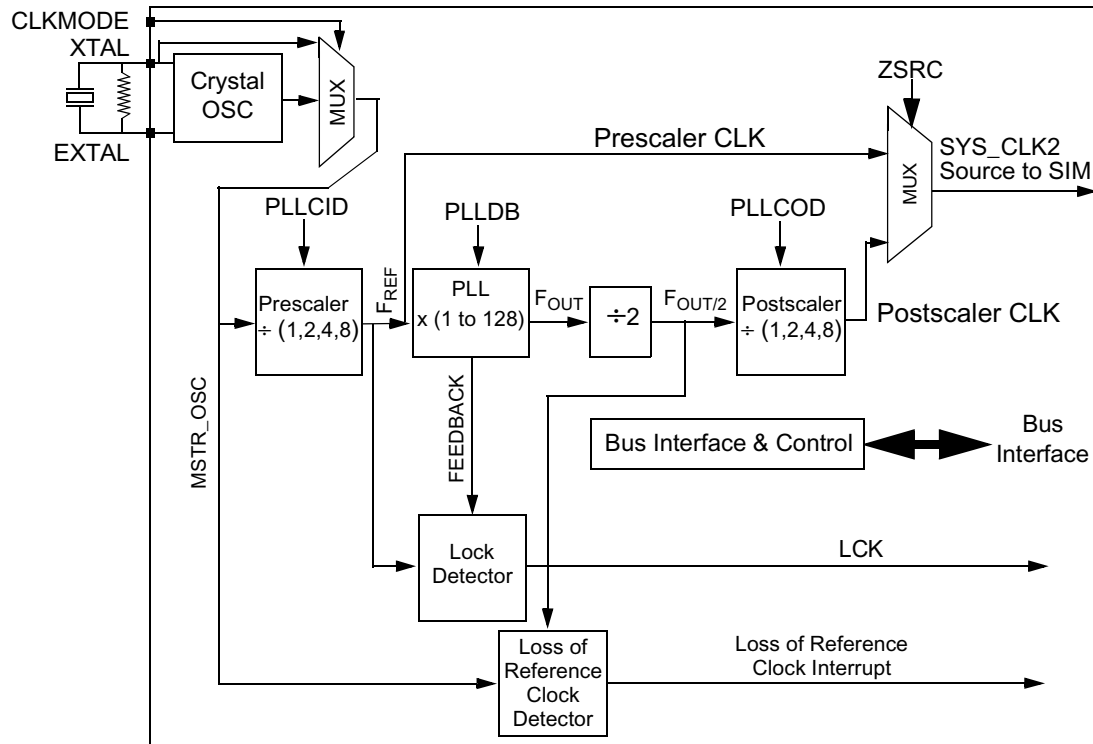 CLKMODE
XTAL
EXTAL
Crystal
OSC
MUX
ZSRC
Prescaler CLK
MUX
SYS_CLK2
Source to SIM
PLLCID
PLLDB
PLLCOD
Prescaler
÷ (1,2,4,8)
FREF
PLL
x (1 to 128)
FOUT
÷2
FOUT/2
Postscaler
÷ (1,2,4,8)
Postscaler CLK
MSTR_OSC
FEEDBACK
Bus Interface & Control
Bus
Interface
Lock
Detector
LCK
Loss of
Reference
Clock
Detector
Loss of Reference
Clock Interrupt